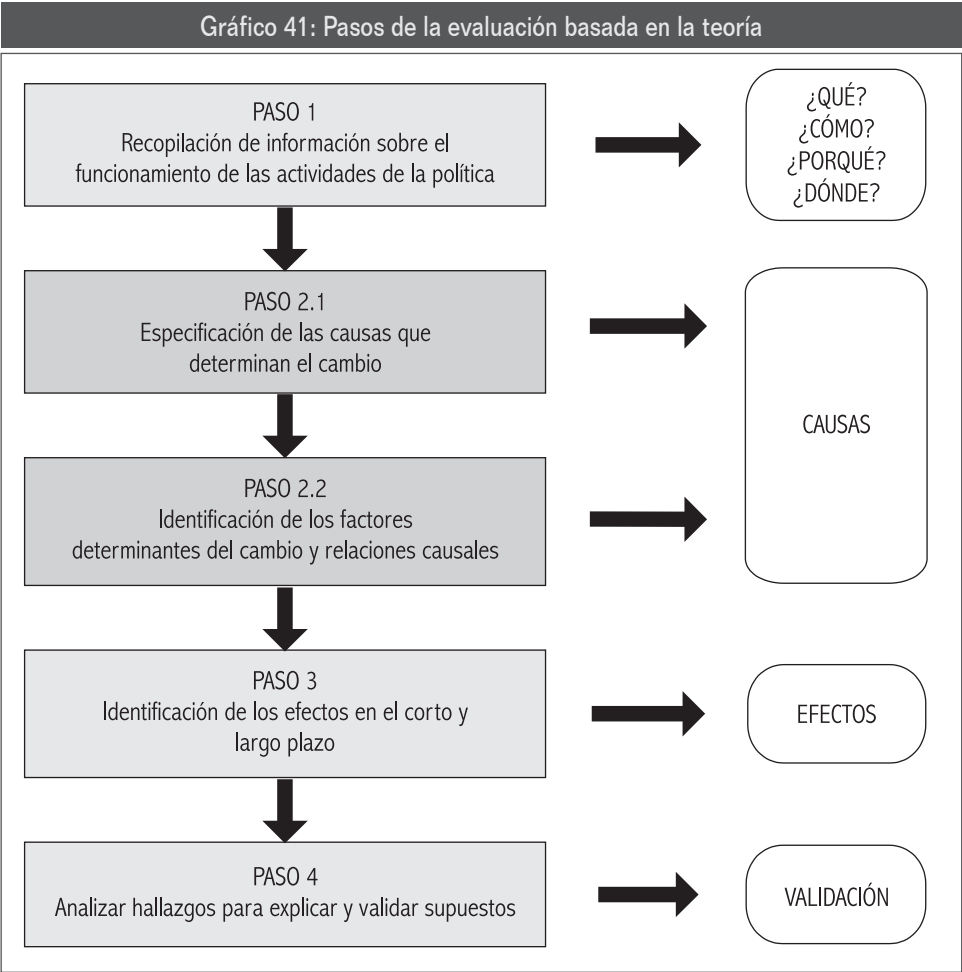 Gráfico 41: Pasos de la evaluación basada en la teoría
PASO 1
Recopilación de información sobre el
funcionamiento de las actividades de la política
¿QUÉ?
¿CÓMO?
¿PORQUÉ?
¿DÓNDE?
PASO 2.1
Especificación de las causas que
determinan el cambio
PASO 2.2
Identificación de los factores
determinantes del cambio y relaciones causales
CAUSAS
PASO 3
Identificación de los efectos en el corto y
largo plazo
EFECTOS
PASO 4
Analizar hallazgos para explicar y validar supuestos
VALIDACIÓN